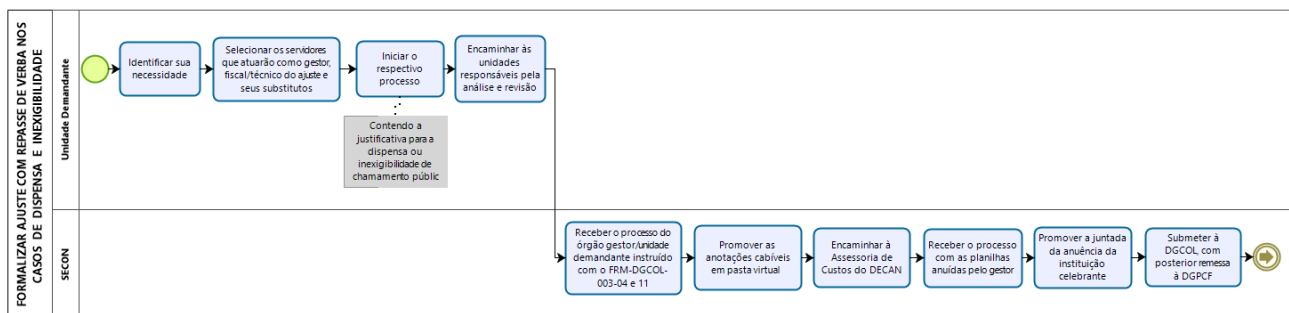 FORMALIZAR AJUSTE COM REPASSE DE VERBA NOS
CASOS DE DISPENSA E INEXIGIBILIDADE
Unidade Demandante
Identificar sua
necessidade
Selecionar os servidores
que atuarão como gestor,
fiscal/técnico do ajuste e
seus substitutos
Iniciar o
respectivo
processo
Encaminhar às
unidades
responsáveis pela
análise e revisão
Contendo a
justificativa para a
dispensa ou
inexigibilidade de
chamamento públic
SECON
Receber o processo do
órgão gestor/unidade
demandante instruído
com o FRM-DGCOL-
003-04 e 11
Promover as
anotações cabíveis
em pasta virtual
Encaminhar à
Assessoria de
Custos do DECAN
Receber o processo
com as planilhas
anuídas pelo gestor
Promover a juntada
da anuência da
instituição
celebrante
Submeter à
DGCOL, com
posterior remessa
à DGPCF